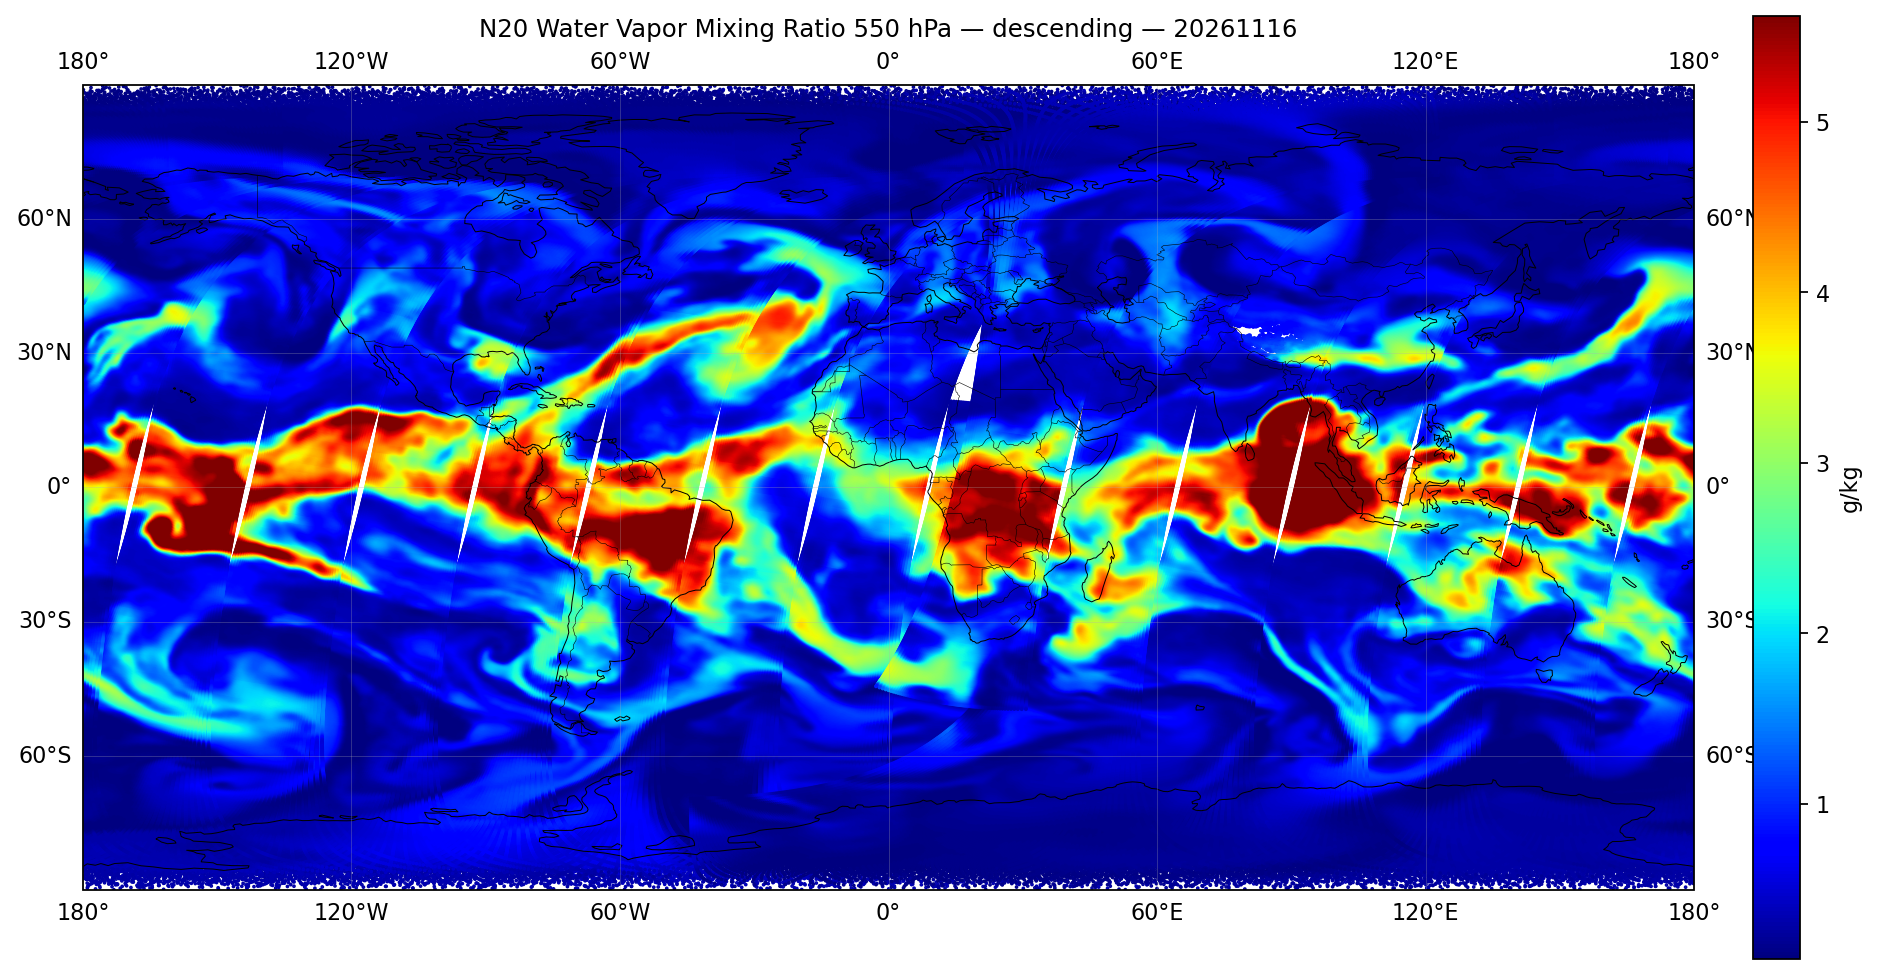 N20 Water Vapor Mixing Ratio 550 hPa — descending — 20261116
180° 120°W 60°W 0° 60°E 120°E 180°
60°N 60°N
30°N 30°N
0° 0°
30°S 30°S
60°S 60°S
180° 120°W 60°W 0° 60°E 120°E 180°
5
4
3
2
1
g/kg